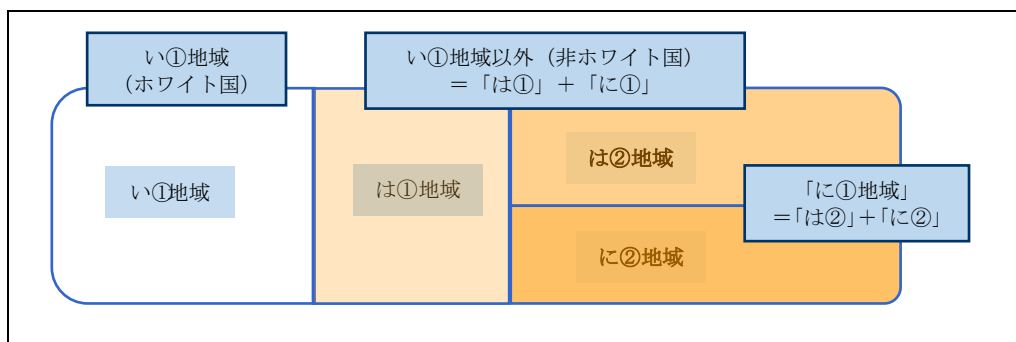 い①地域
(ホワイト国)
い①地域以外（非ホワイト国）
＝「は①」＋「に①」
い①地域
は①地域
は②地域
に②地域
「に①地域」
＝「は②」＋「に②」